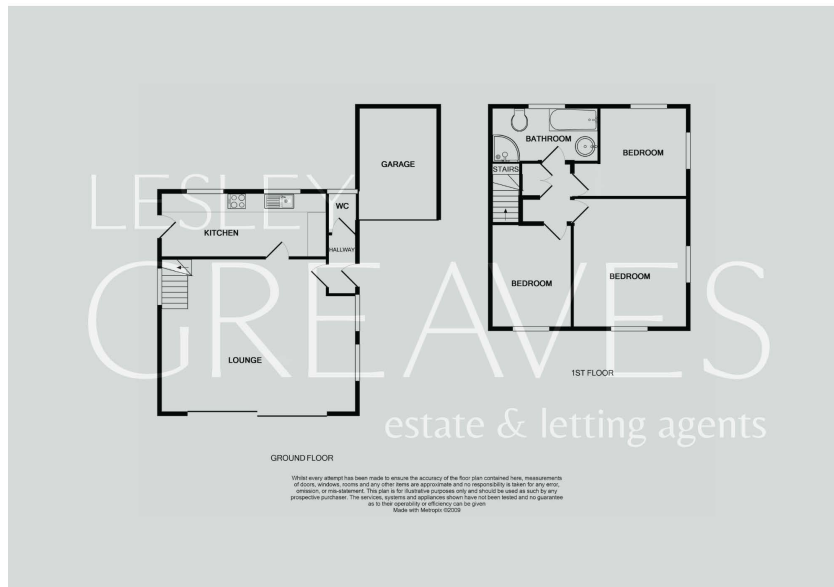 GARAGE
WC
KITCHEN
HALLWAY
LOUNGE
GROUND FLOOR
BATHROOM
BEDROOM
STAIRS
BEDROOM
BEDROOM
1ST FLOOR
LESLEY
GREAVES
estate & letting agents
Whilst every attempt has been made to ensure the accuracy of the floor plan contained here, measurements
of doors, windows, rooms and any other items are approximate and no responsibility is taken for any error,
omission, or mis-statement. This plan is for illustrative purposes only and should be used as such by any
prospective purchaser. The services, systems and appliances shown have not been tested and no guarantee
as to their operability or efficiency can be given
Made with Metropix ©2009